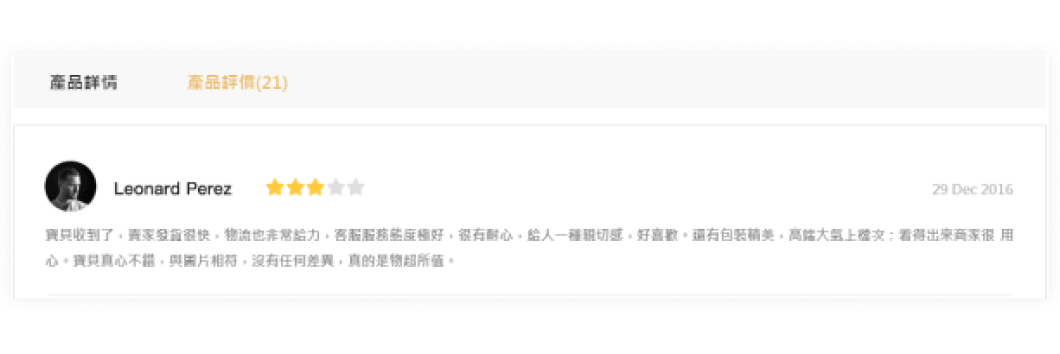 產品詳情
產品評價(21)
Leonard Perez
29 Dec 2016
寶貝收到了，賣家發貨很快，物流也非常給力，客服服務態度極好，很有耐心，給人一種親切感，好喜歡。還有包裝精美，高端大氣上檔次；看得出來商家很 用
心。寶貝真心不錯，與圖片相符，沒有任何差異，真的是物超所值。